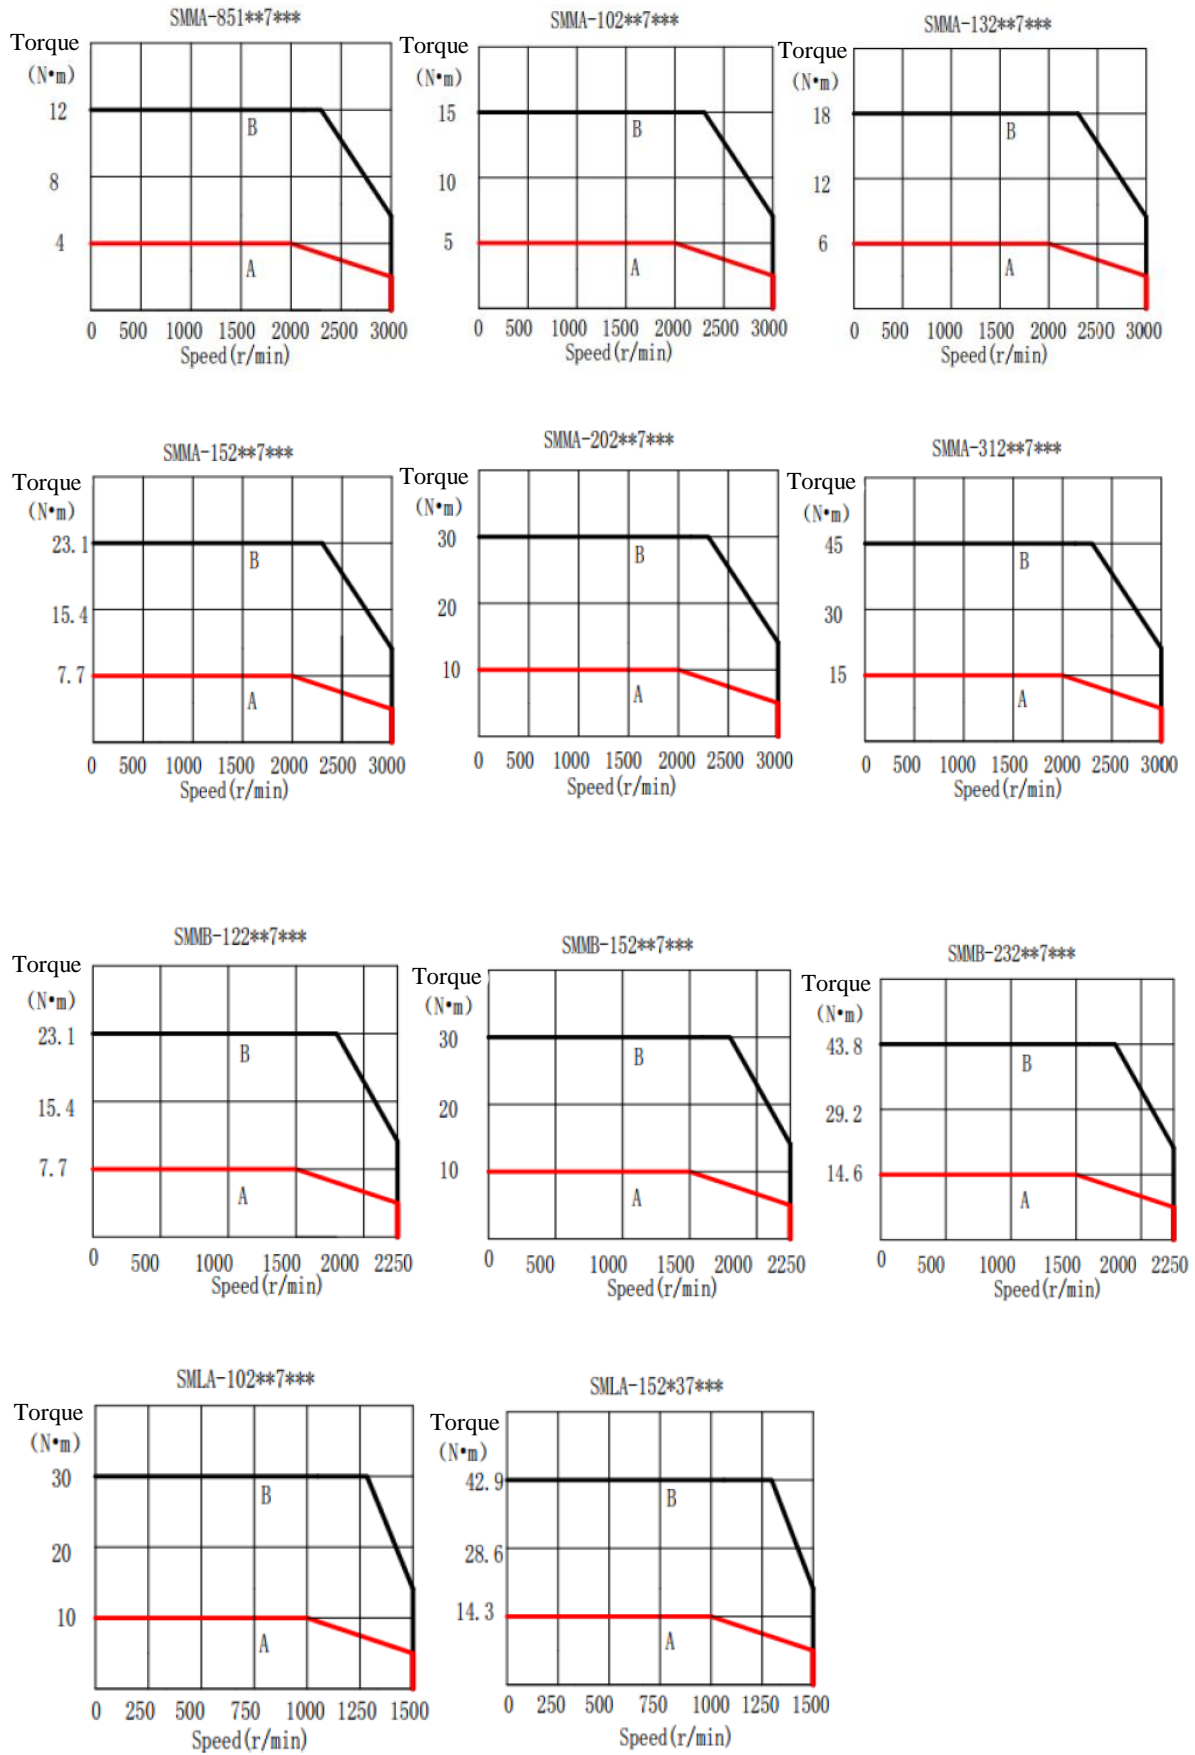 SMMA-851**7***
Torque
(N•m)
12
8
4
B
A
0 500 1000 1500 2000 2500 3000
Speed(r/min)
SMMA-102**7***
Torque
(N•m)
15
10
5
B
A
0 500 1000 1500 2000 2500 3000
Speed(r/min)
SMMA-132**7***
Torque
(N•m)
18
12
6
B
A
0 500 1000 1500 2000 2500 3000
Speed(r/min)
SMMA-152**7***
Torque
(N•m)
23.1
15.4
7.7
B
A
0 500 1000 1500 2000 2500 3000
Speed(r/min)
SMMA-202**7***
Torque
(N•m)
30
20
10
B
A
0 500 1000 1500 2000 2500 3000
Speed(r/min)
SMMA-312**7***
Torque
(N•m)
45
30
15
B
A
0 500 1000 1500 2000 2500 3000
Speed(r/min)
SMMB-122**7***
Torque
(N•m)
23.1
15.4
7.7
B
A
0 500 1000 1500 2000 2250
Speed(r/min)
SMMB-152**7***
Torque
(N•m)
30
20
10
B
A
0 500 1000 1500 2000 2250
Speed(r/min)
SMMB-232**7***
Torque
(N•m)
43.8
29.2
14.6
B
A
0 500 1000 1500 2000 2250
Speed(r/min)
SMLA-102**7***
Torque
(N•m)
30
20
10
B
A
0 250 500 750 1000 1250 1500
Speed(r/min)
SMLA-152*37***
Torque
(N•m)
42.9
28.6
14.3
B
A
0 250 500 750 1000 1250 1500
Speed(r/min)